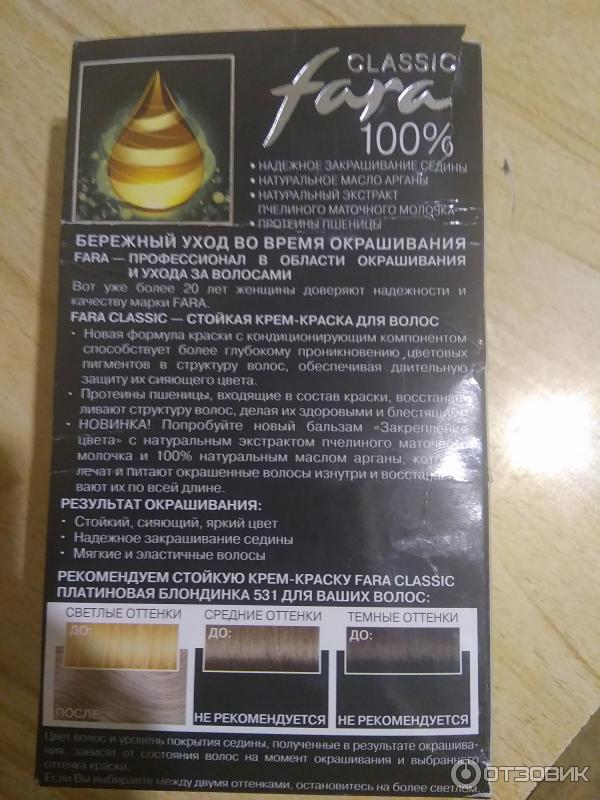 CLASSIC
fara
100%
• НАДЕЖНОЕ ЗАКРАШИВАНИЕ СЕДИНЫ
• НАТУРАЛЬНОЕ МАСЛО АРГАНЫ
• НАТУРАЛЬНЫЙ ЭКСТРАКТ
ПЧЕЛИНОГО МАТОЧНОГО МОЛОЧКА
• ПРОТЕИНЫ ПШЕНИЦЫ
БЕРЕЖНЫЙ УХОД ВО ВРЕМЯ ОКРАШИВАНИЯ
FARA — ПРОФЕССИОНАЛ В ОБЛАСТИ ОКРАШИВАНИЯ
И УХОДА ЗА ВОЛОСАМИ
Вот уже более 20 лет женщины доверяют надежности и
качеству марки FARA.
FARA CLASSIC — СТОЙКАЯ КРЕМ-КРАСКА ДЛЯ ВОЛОС
• Новая формула краски с кондиционирующим компонентом
способствует более глубокому проникновению цветовых
пигментов в структуру волос, обеспечивая длительную
защиту их сияющего цвета.
• Протеины пшеницы, входящие в состав краски, восстанав-
ливают структуру волос, делая их здоровыми и блестящими.
• НОВИНКА! Попробуйте новый бальзам «Закрепление
цвета» с натуральным экстрактом пчелиного маточного
молочка и 100% натуральным маслом арганы, которые
лечат и питают окрашенные волосы изнутри и восстанавли-
вают их по всей длине.
РЕЗУЛЬТАТ ОКРАШИВАНИЯ:
• Стойкий, сияющий, яркий цвет
• Надежное закрашивание седины
• Мягкие и эластичные волосы
РЕКОМЕНДУЕМ СТОЙКУЮ КРЕМ-КРАСКУ FARA CLASSIC
ПЛАТИНОВАЯ БЛОНДИНКА 531 ДЛЯ ВАШИХ ВОЛОС:
СВЕТЛЫЕ ОТТЕНКИ СРЕДНИЕ ОТТЕНКИ ТЕМНЫЕ ОТТЕНКИ
ДО: ДО: ДО:
ПОСЛЕ: НЕ РЕКОМЕНДУЕТСЯ НЕ РЕКОМЕНДУЕТСЯ
Цвет волос и уровень покрытия седины, полученные в результате окрашива-
ния, зависят от состояния волос на момент окрашивания и выбранного
оттенка краски.
Если Вы выбираете между двумя оттенками, остановитесь на более светлом.
ОТЗОВИК